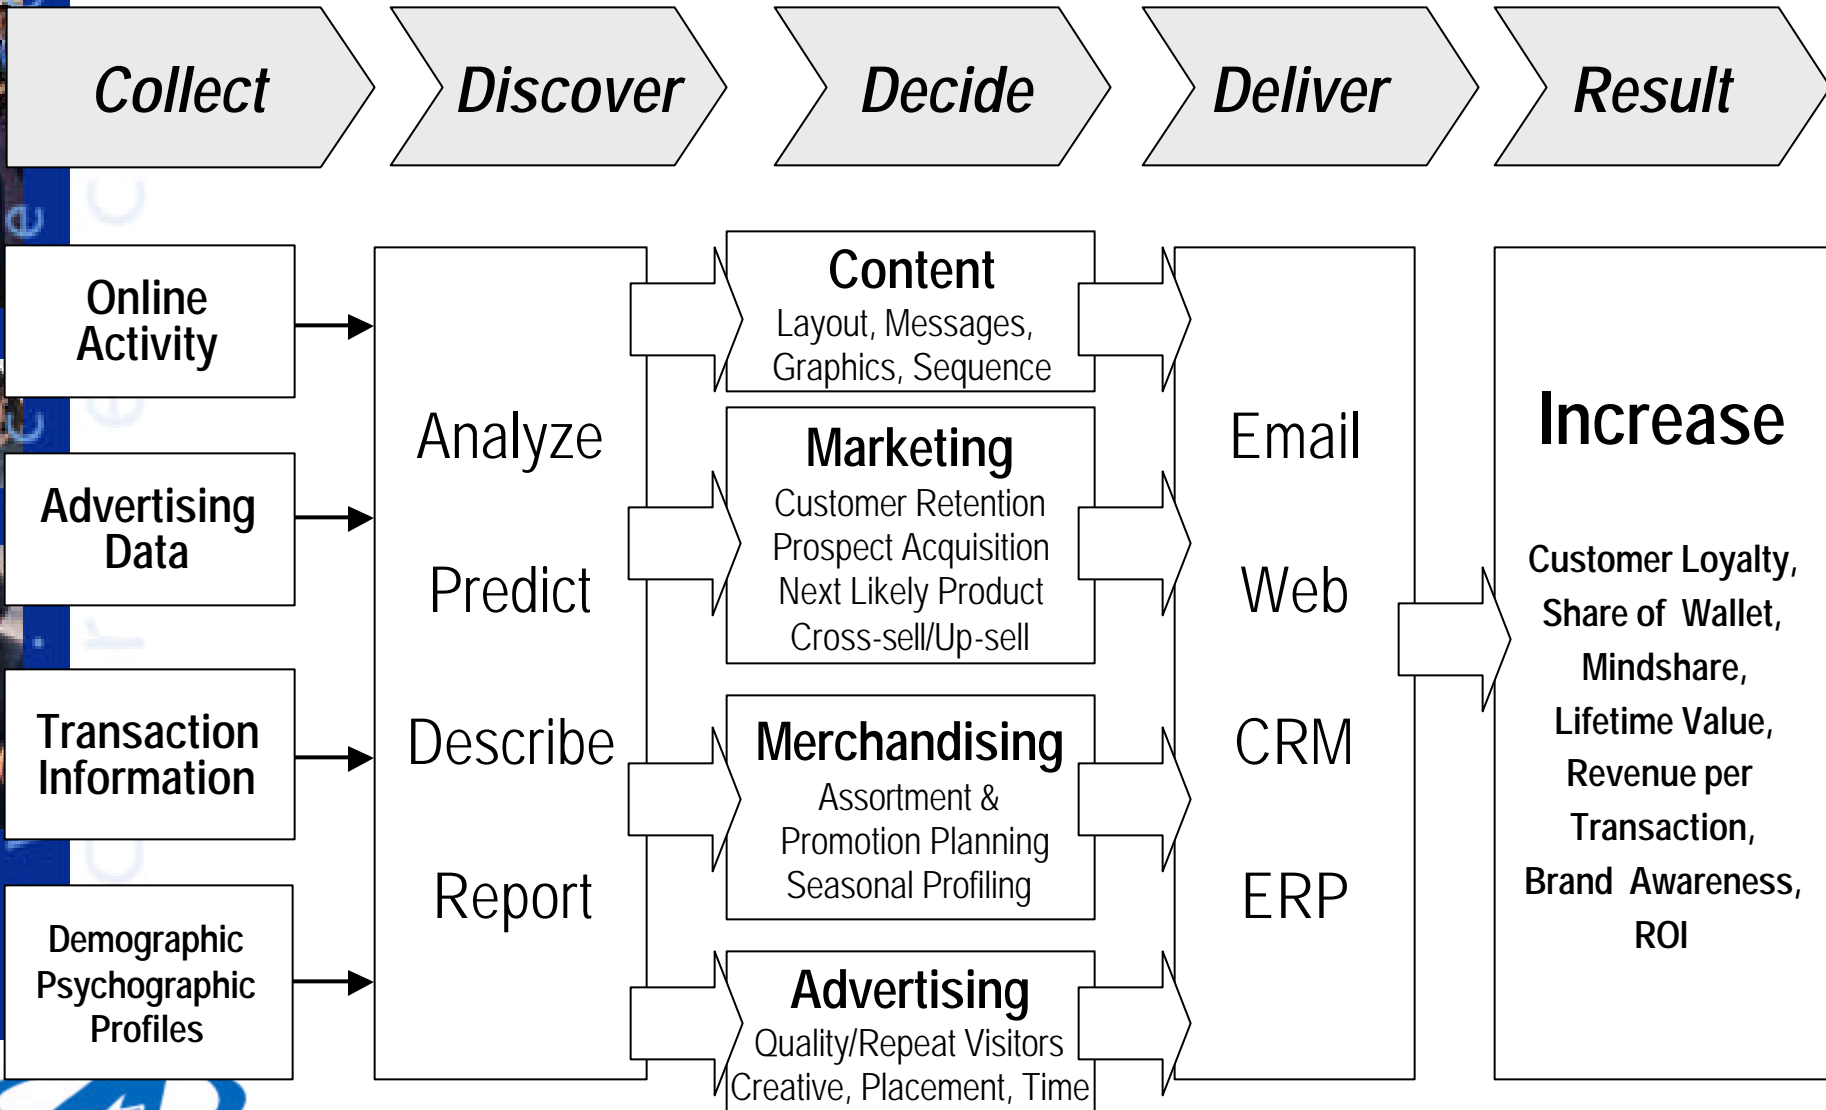 Collect
Discover
Decide
Deliver
Result
Online
Activity
Advertising
Data
Transaction
Information
Demographic
Psychographic
Profiles
Analyze
Predict
Describe
Report
Content
Layout, Messages,
Graphics, Sequence
Marketing
Customer Retention
Prospect Acquisition
Next Likely Product
Cross-sell/Up-sell
Merchandising
Assortment &
Promotion Planning
Seasonal Profiling
Advertising
Quality/Repeat Visitors
Creative, Placement, Time
Email
Web
CRM
ERP
Increase
Customer Loyalty,
Share of Wallet,
Mindshare,
Lifetime Value,
Revenue per
Transaction,
Brand Awareness,
ROI